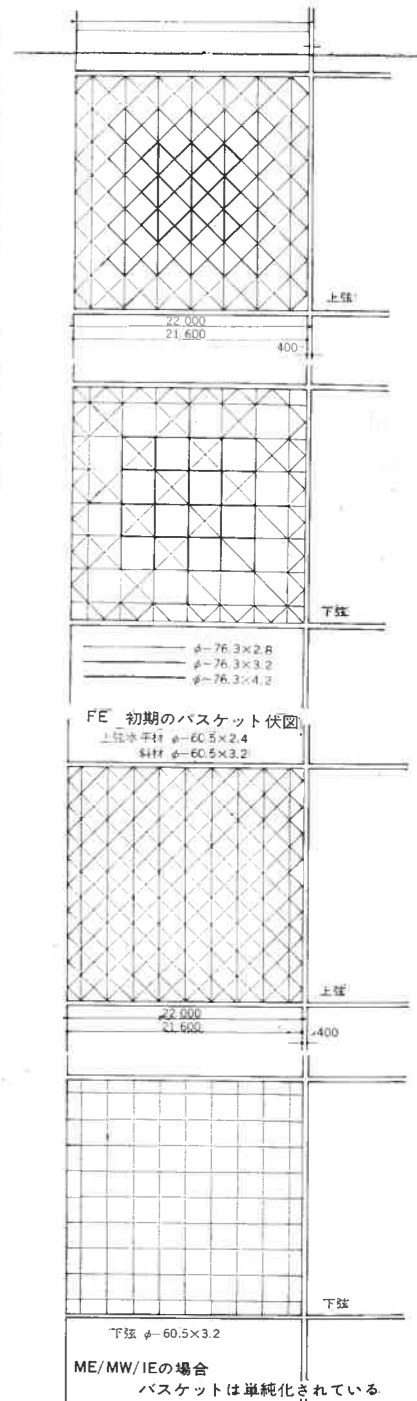 上弦
22 000
21 600
400
下弦
φ-76.3×2.8
φ-76.3×3.2
φ-76.3×4.2
FE 初期のバスケット伏図
上弦水平材 φ-60.5×2.4
斜材 φ-60.5×3.2
上弦
22 000
21 600
400
下弦
下弦 φ-60.5×3.2
ME/MW/IEの場合
バスケットは単純化されている